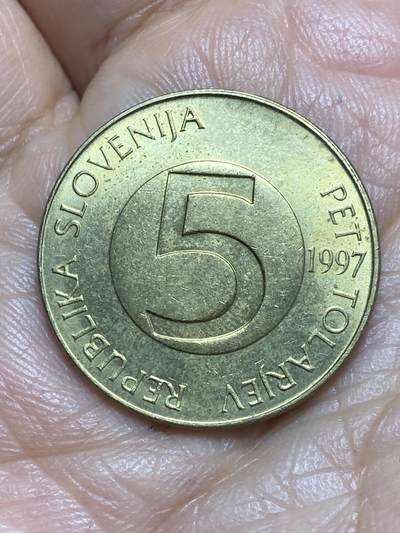 REPUBLIKA SLOVENIJA
5
1997
PET TOLARJEV